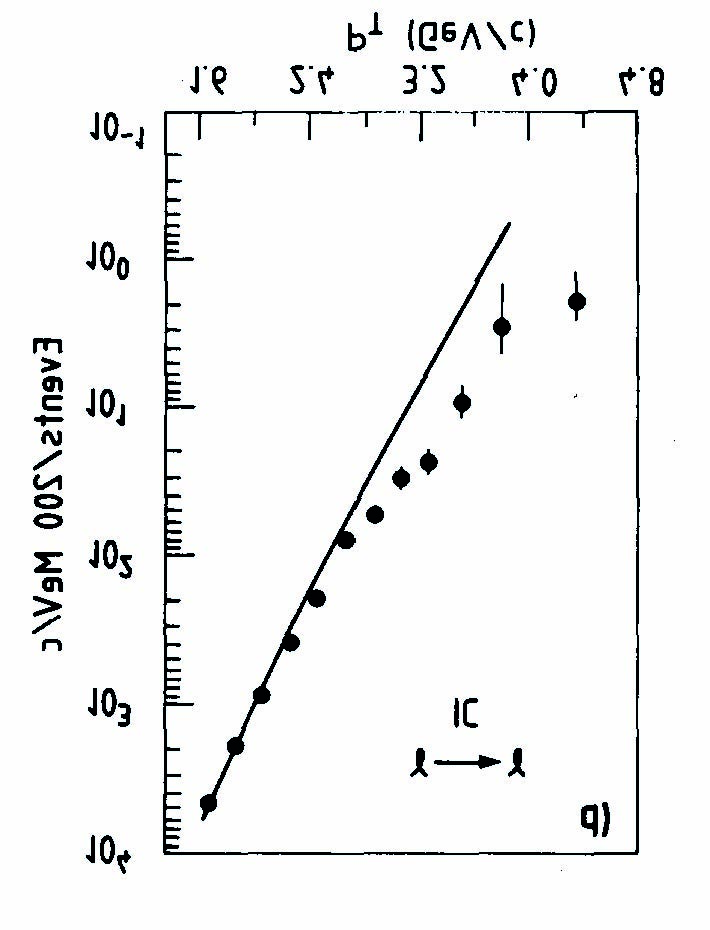 10⁴
10³
10²
10¹
10⁰
10⁻¹
Events/200 MeV/c
b)
γ → γ
IC
1.6 2.4 3.2 4.0 4.8
P_T (GeV/c)